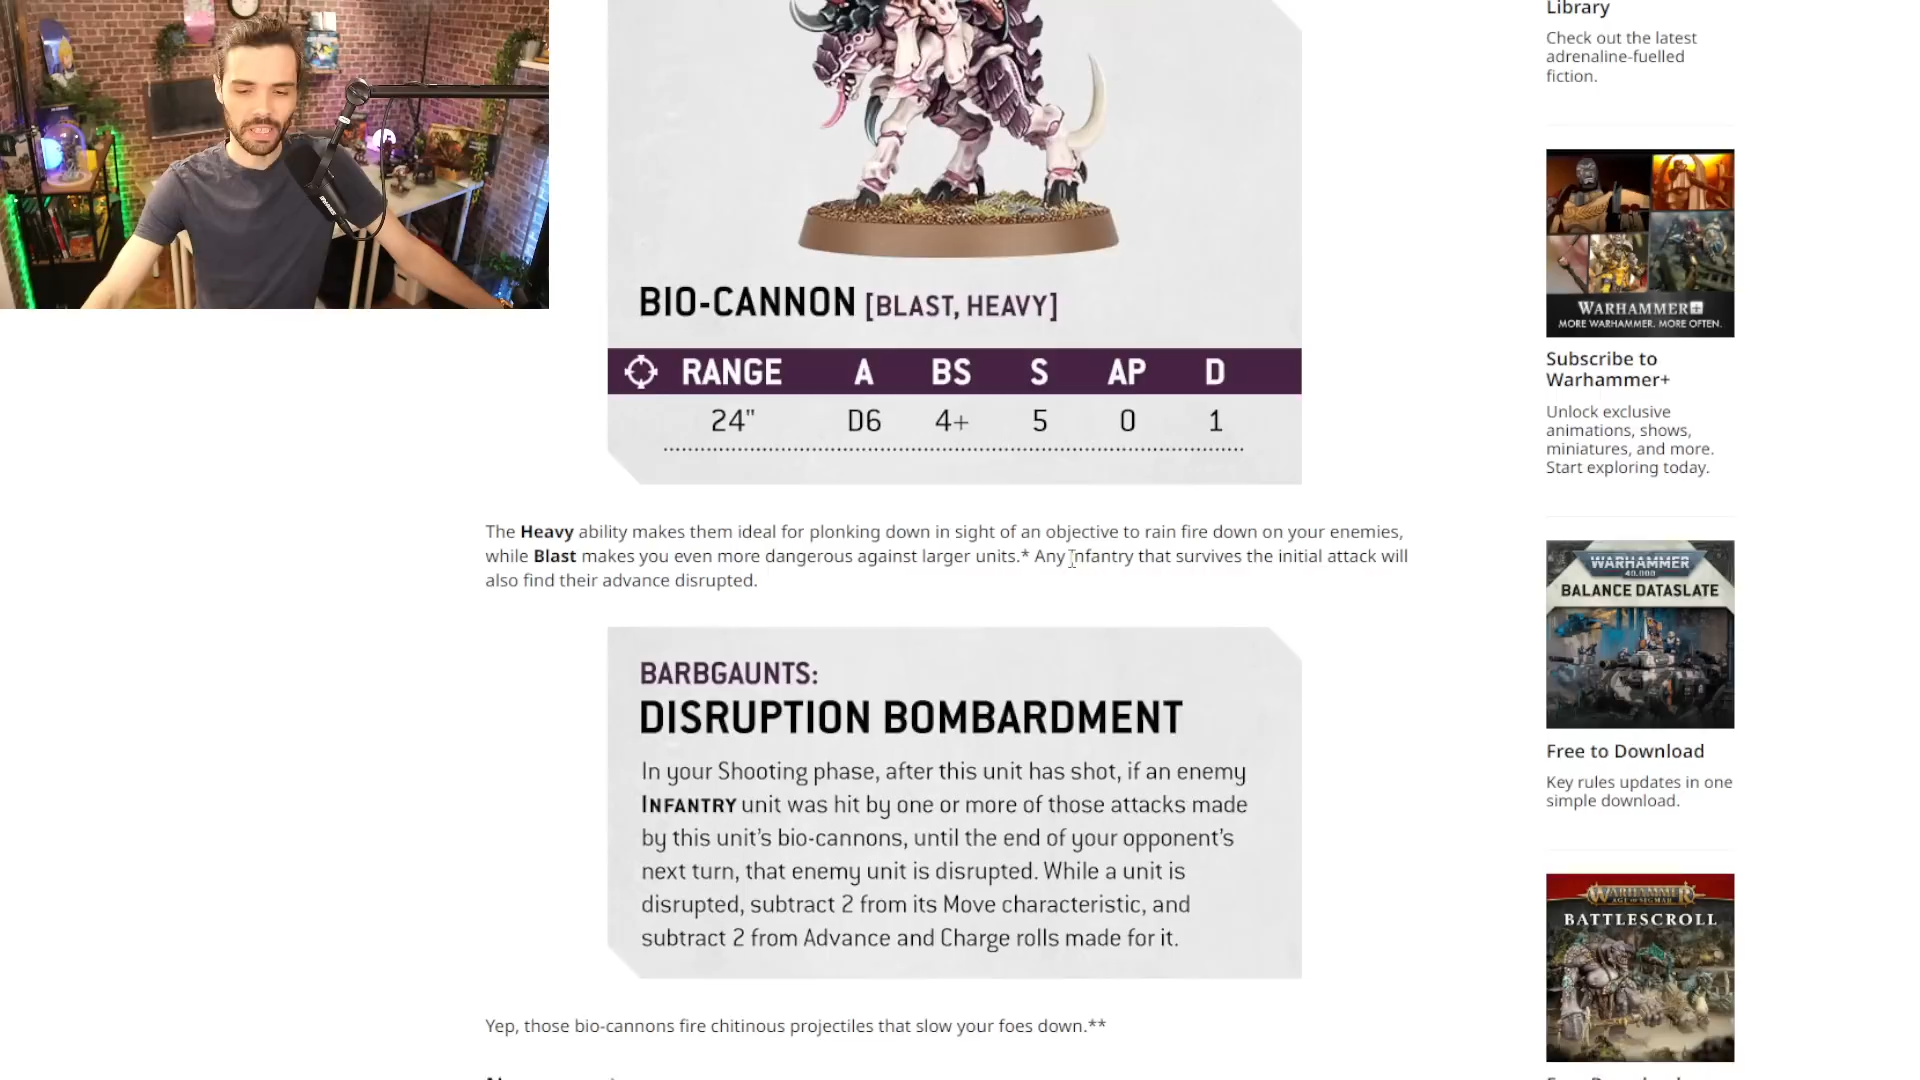 BIO-CANNON [BLAST, HEAVY]
RANGE A BS S AP D
24" D6 4+ 5 0 1
The Heavy ability makes them ideal for plonking down in sight of an objective to rain fire down on your enemies,
while Blast makes you even more dangerous against larger units.* Any infantry that survives the initial attack will
also find their advance disrupted.
BARBGAUNTS:
DISRUPTION BOMBARDMENT
In your Shooting phase, after this unit has shot, if an enemy
INFANTRY unit was hit by one or more of those attacks made
by this unit's bio-cannons, until the end of your opponent's
next turn, that enemy unit is disrupted. While a unit is
disrupted, subtract 2 from its Move characteristic, and
subtract 2 from Advance and Charge rolls made for it.
Yep, those bio-cannons fire chitinous projectiles that slow your foes down.**
Library
Check out the latest
adrenaline-fuelled
fiction.
WARHAMMER+
MORE WARHAMMER. MORE OFTEN.
Subscribe to
Warhammer+
Unlock exclusive
animations, shows,
miniatures, and more.
Start exploring today.
WARHAMMER
40,000
BALANCE DATASLATE
Free to Download
Key rules updates in one
simple download.
WARHAMMER
AGE OF SIGMAR
BATTLESCROLL